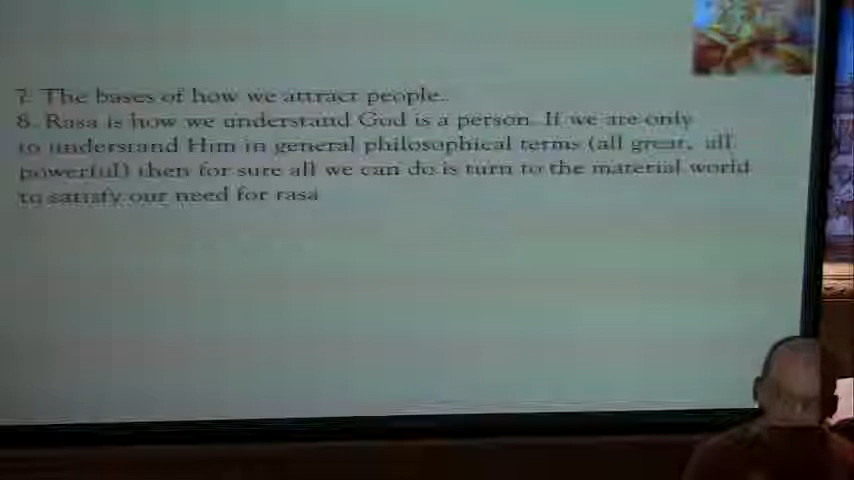 7. The bases of how we attract people.
8. Rasa is how we understand God is a person. If we are only
to understand Him in general philosophical terms (all great, all
powerful) then for sure all we can do is turn to the material world
to satisfy our need for rasa